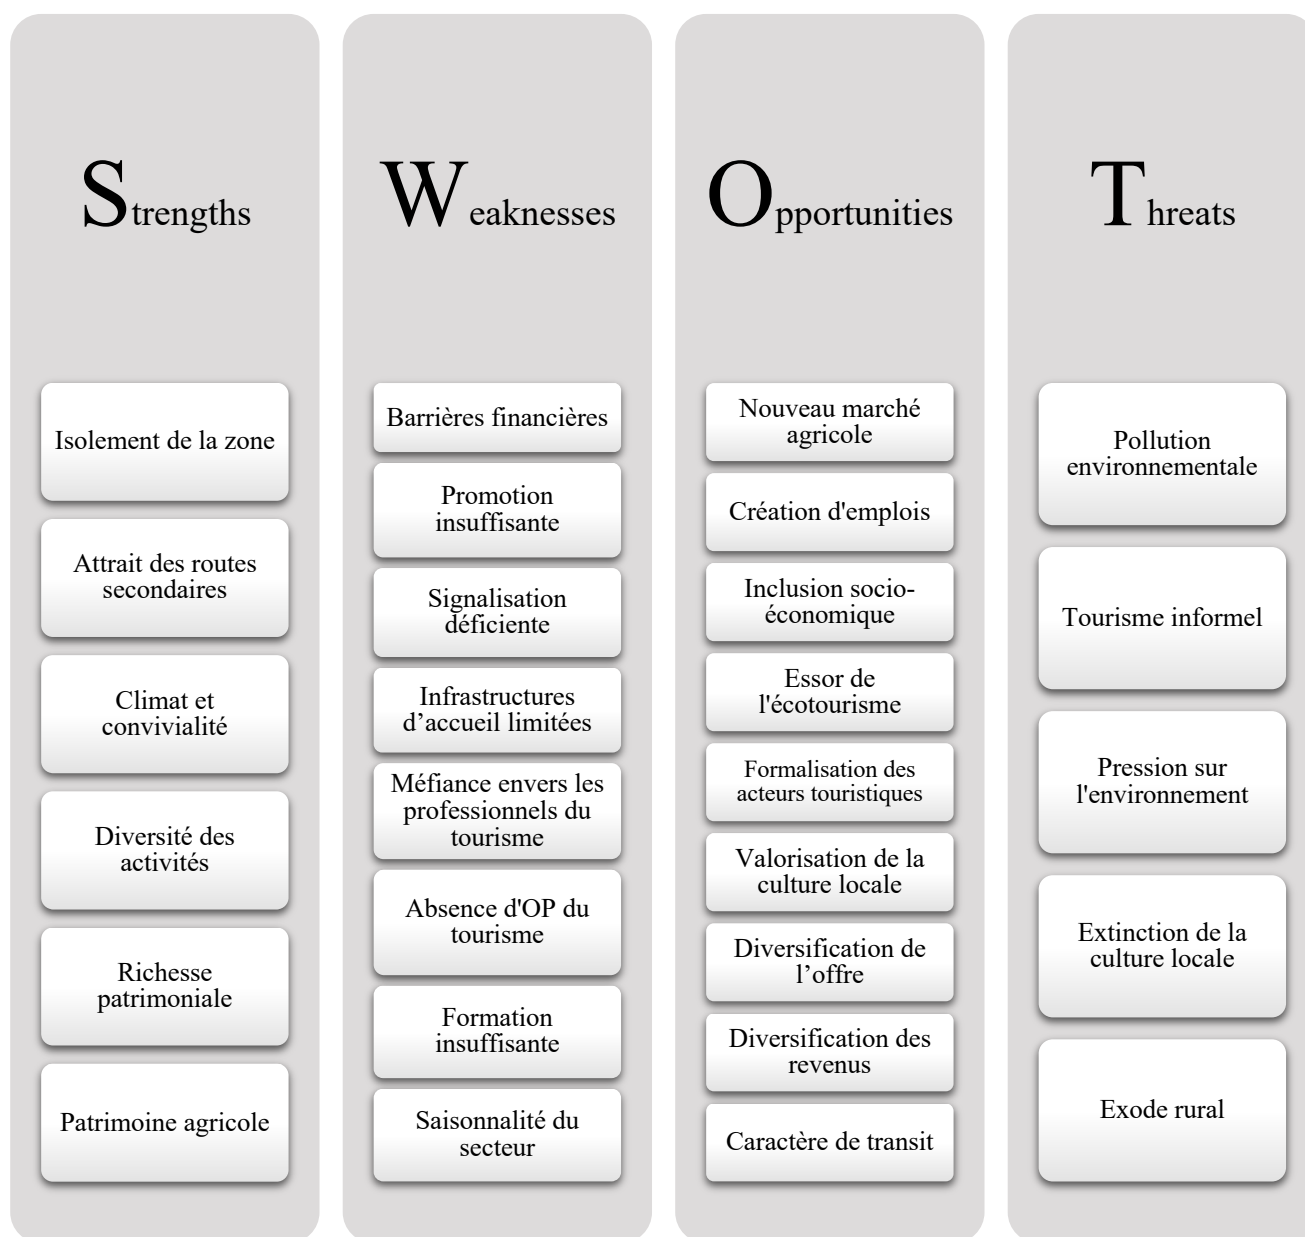 Strengths
Isolement de la zone
Attrait des routes
secondaires
Climat et
convivialité
Diversité des
activités
Richesse
patrimoniale
Patrimoine agricole
Weaknesses
Barrières financières
Promotion
insuffisante
Signalisation
déficiente
Infrastructures
d’accueil limitées
Méfiance envers les
professionnels du
tourisme
Absence d'OP du
tourisme
Formation
insuffisante
Saisonnalité du
secteur
Opportunities
Nouveau marché
agricole
Création d'emplois
Inclusion socio-
économique
Essor de
l'écotourisme
Formalisation des
acteurs touristiques
Valorisation de la
culture locale
Diversification de
l’offre
Diversification des
revenus
Caractère de transit
Threats
Pollution
environnementale
Tourisme informel
Pression sur
l'environnement
Extinction de la
culture locale
Exode rural